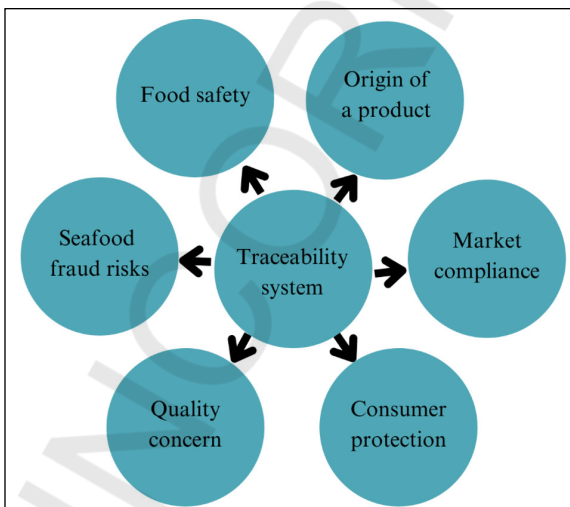 Food safety
Origin of
a product
Seafood
fraud risks
Traceability
system
Market
compliance
Quality
concern
Consumer
protection